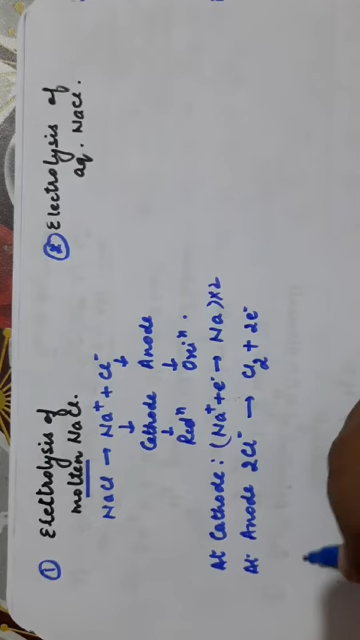 ① Electrolysis of
molten NaCl.
NaCl → Na⁺ + Cl⁻
↓ ↓
Cathode Anode
↓ ↓
Redⁿ Oxiⁿ.
At Cathode: (Na⁺+e⁻ → Na)×2
At Anode 2Cl⁻ → Cl₂ + 2e⁻
② Electrolysis of
aq. NaCl.